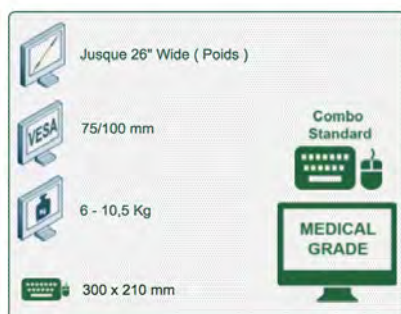 Jusque 26" Wide ( Poids )
VESA
75/100 mm
Kg
6 - 10,5 Kg
300 x 210 mm
Combo
Standard
MEDICAL
GRADE